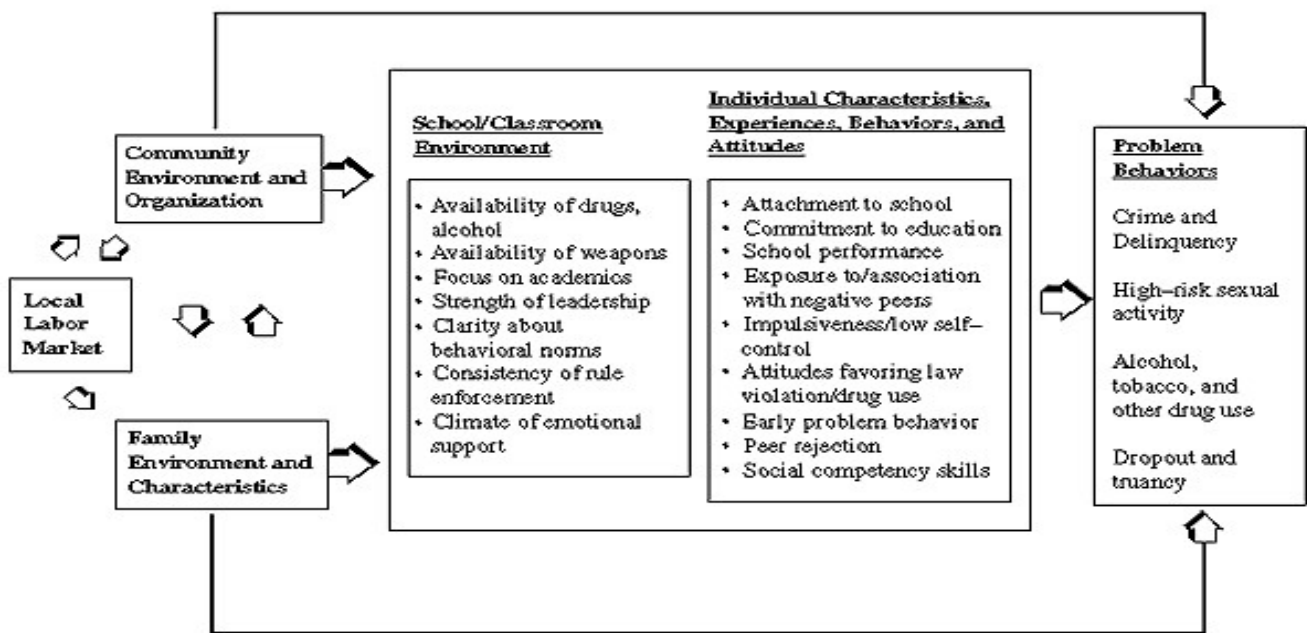 Community
Environment and
Organization
Local
Labor
Market
Family
Environment and
Characteristics
School/Classroom
Environment
• Availability of drugs,
alcohol
• Availability of weapons
• Focus on academics
• Strength of leadership
• Clarity about
behavioral norms
• Consistency of rule
enforcement
• Climate of emotional
support
Individual Characteristics,
Experiences, Behaviors, and
Attitudes
• Attachment to school
• Commitment to education
• School performance
• Exposure to/association
with negative peers
• Impulsiveness/low self–
control
• Attitudes favoring law
violation/drug use
• Early problem behavior
• Peer rejection
• Social competency skills
Problem
Behaviors
Crime and
Delinquency
High–risk sexual
activity
Alcohol,
tobacco, and
other drug use
Dropout and
truancy